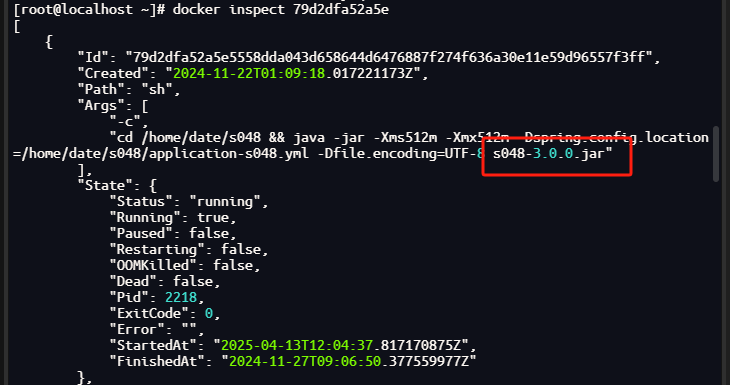 [root@localhost ~]# docker inspect 79d2dfa52a5e
[
    {
        "Id": "79d2dfa52a5e5558dda043d658644d6476887f274f636a30e11e59d96557f3ff",
        "Created": "2024-11-22T01:09:18.017221173Z",
        "Path": "sh",
        "Args": [
            "-c",
            "cd /home/date/s048 && java -jar -Xms512m -Xmx512m -Dspring.config.location
=/home/date/s048/application-s048.yml -Dfile.encoding=UTF-8 s048-3.0.0.jar"
        ],
        "State": {
            "Status": "running",
            "Running": true,
            "Paused": false,
            "Restarting": false,
            "OOMKilled": false,
            "Dead": false,
            "Pid": 2218,
            "ExitCode": 0,
            "Error": "",
            "StartedAt": "2025-04-13T12:04:37.817170875Z",
            "FinishedAt": "2024-11-27T09:06:50.377559977Z"
        },